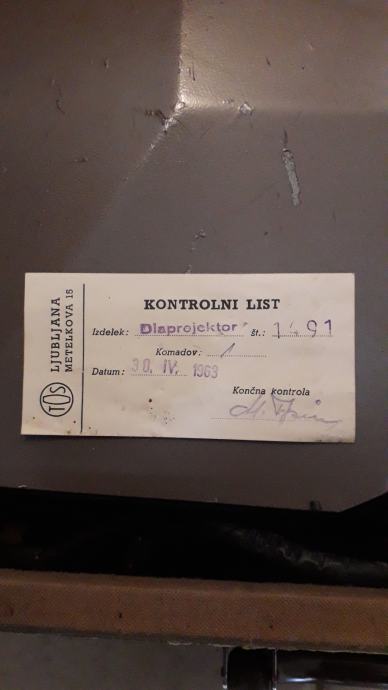 KONTROLNI LIST
Izdelek: Diaprojektor št.: 1491
Komadov: 1
Datum: 30. IV. 1963
Končna kontrola
TOS LJUBLJANA
METELKOVA 15